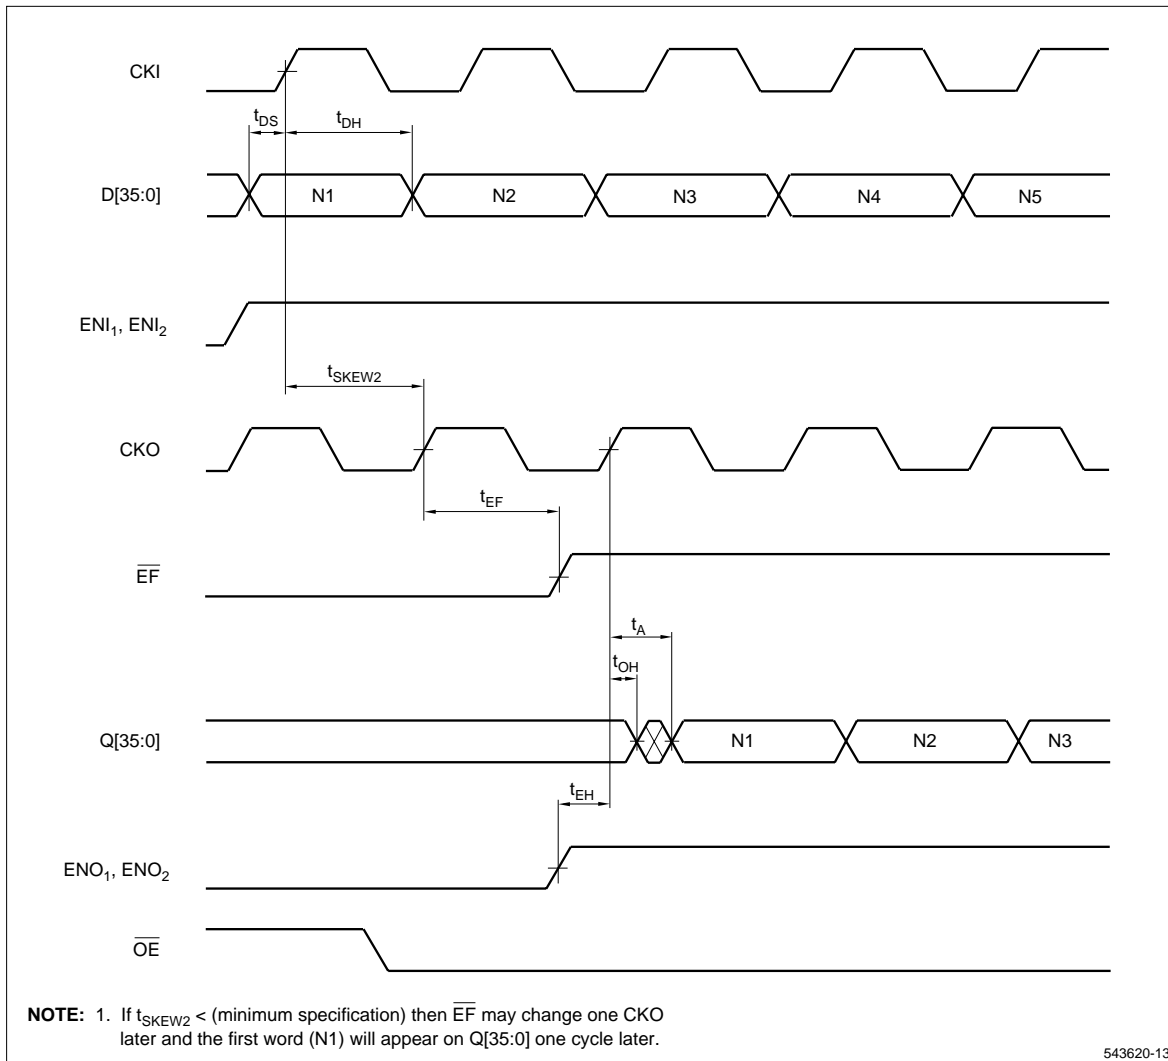 CKI
tDS
tDH
D[35:0]
N1
N2
N3
N4
N5
ENI1, ENI2
tSKEW2
CKO
tEF
EF
tA
tOH
Q[35:0]
N1
N2
N3
tEH
ENO1, ENO2
OE
NOTE: 1. If tSKEW2 < (minimum specification) then EF may change one CKO
later and the first word (N1) will appear on Q[35:0] one cycle later.
543620-13